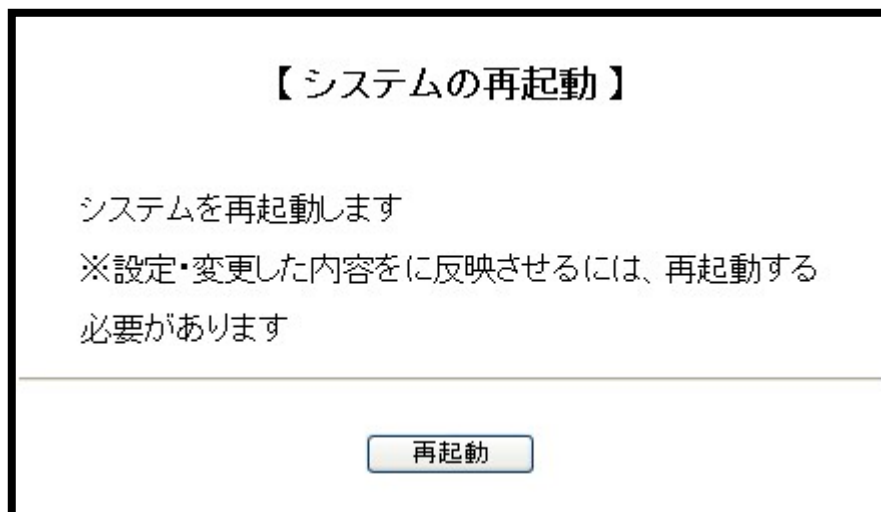 【システムの再起動】
システムを再起動します
※設定・変更した内容をに反映させるには、再起動する
必要があります
再起動